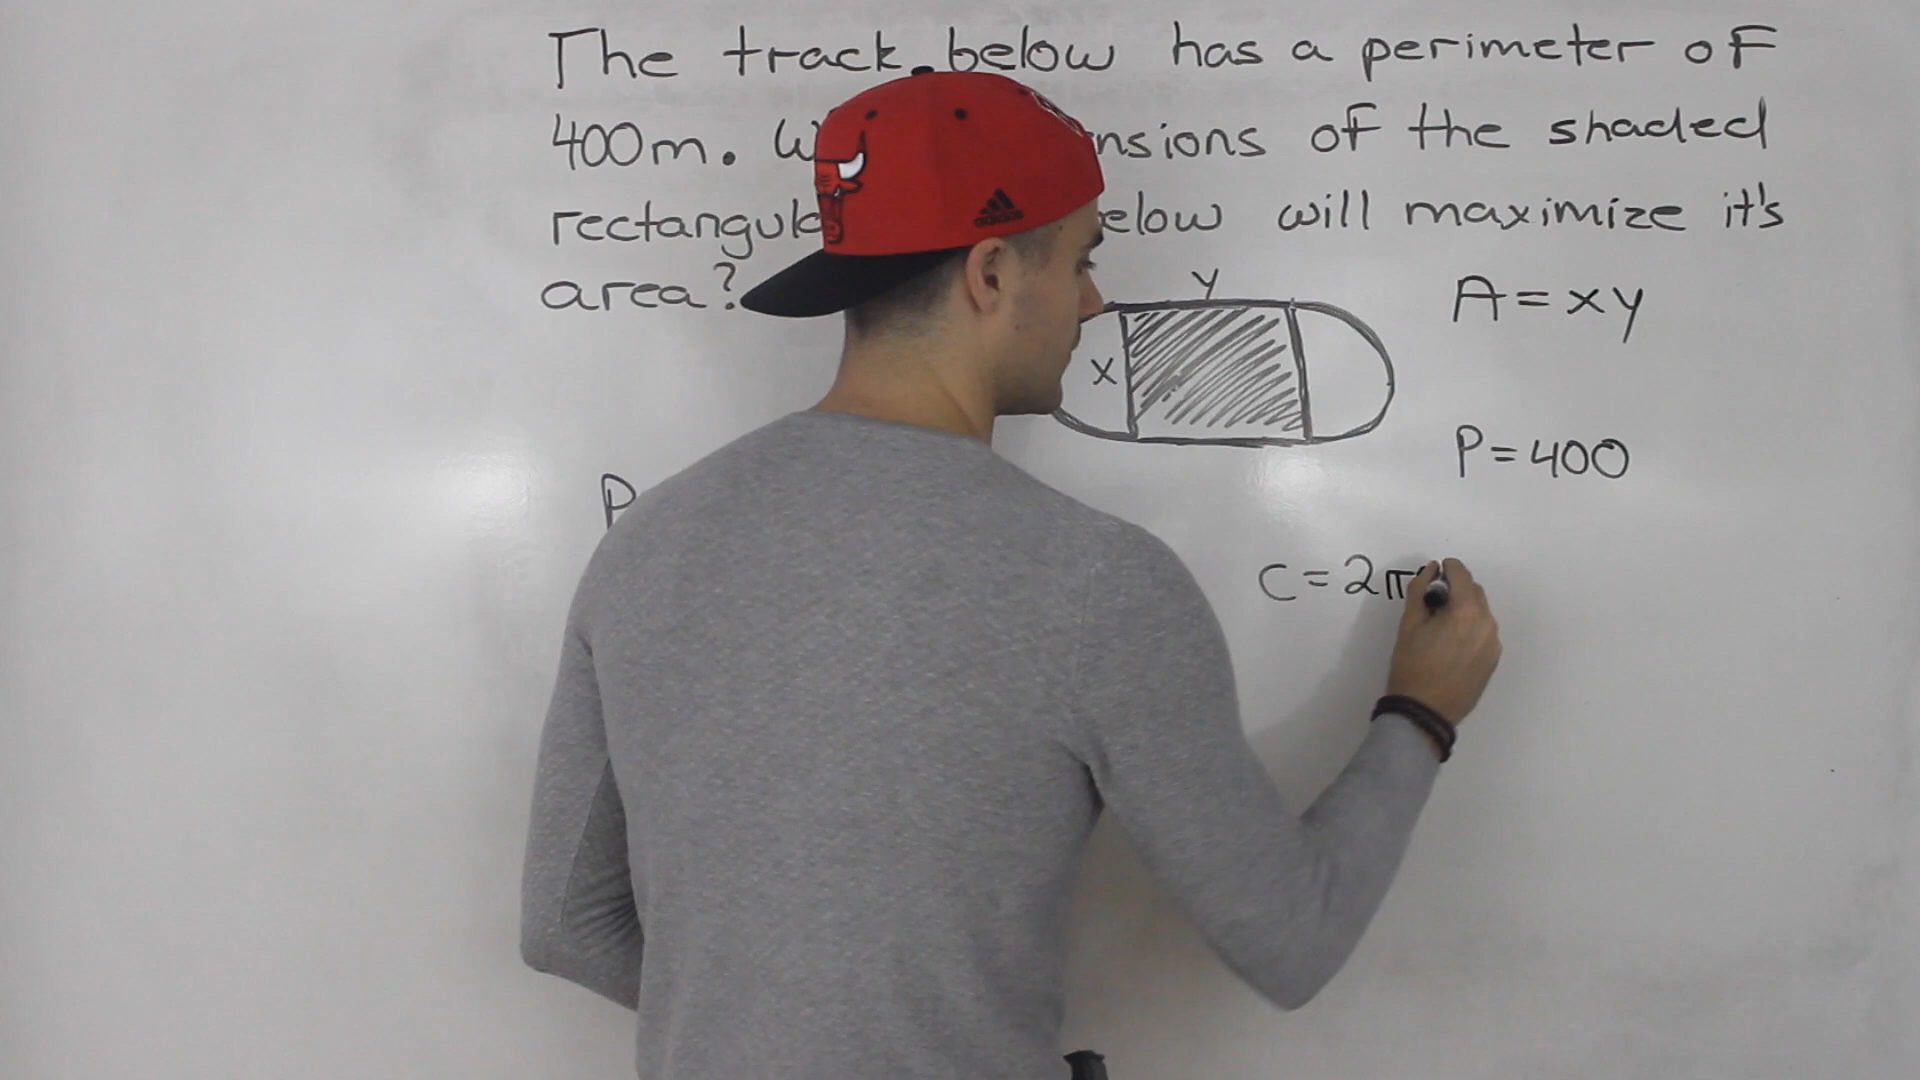 The track below has a perimeter of
400m. nsions of the shaded
rectangul elow will maximize it's
area?
y
A = xy
x
P = 400
P
C = 2π
adidas